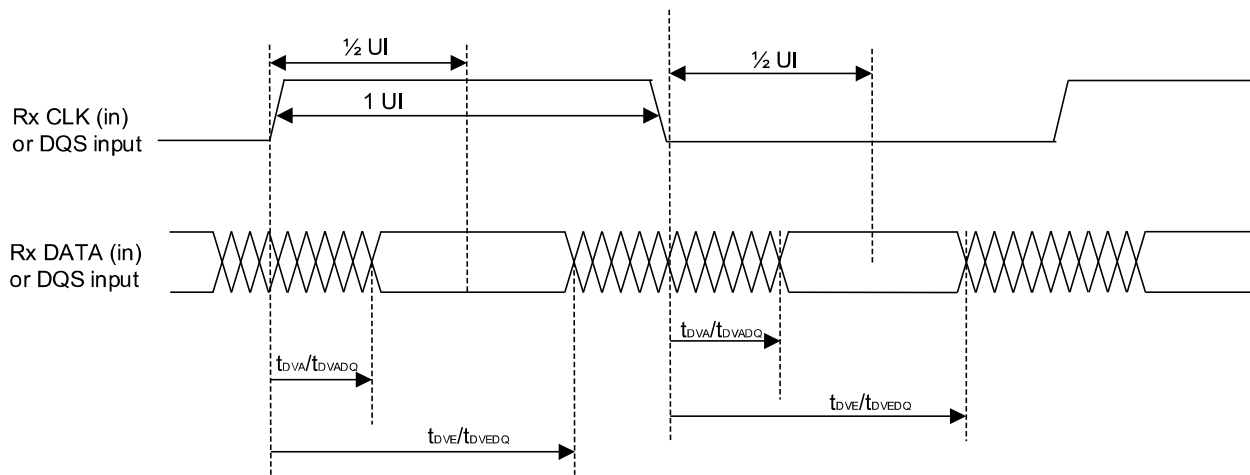 ½ UI
½ UI
1 UI
Rx CLK (in)
or DQS input
Rx DATA (in)
or DQS input
tDVA/tDVADQ
tDVA/tDVADQ
tDVE/tDVEDQ
tDVE/tDVEDQ